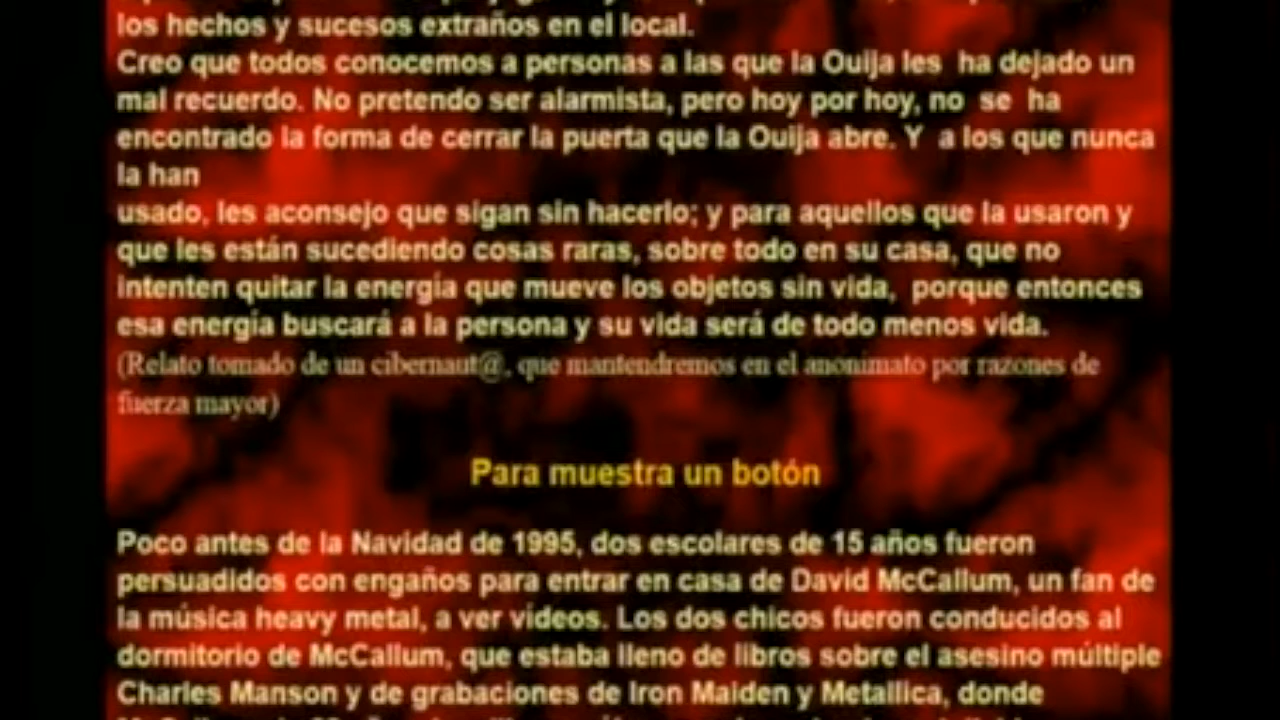 los hechos y sucesos extraños en el local.
Creo que todos conocemos a personas a las que la Ouija les ha dejado un
mal recuerdo. No pretendo ser alarmista, pero hoy por hoy, no se ha
encontrado la forma de cerrar la puerta que la Ouija abre. Y a los que nunca
la han
usado, les aconsejo que sigan sin hacerlo; y para aquellos que la usaron y
que les están sucediendo cosas raras, sobre todo en su casa, que no
intenten quitar la energía que mueve los objetos sin vida, porque entonces
esa energía buscará a la persona y su vida será de todo menos vida.
(Relato tomado de un cibernaut@, que mantendremos en el anonimato por razones de
fuerza mayor)
Para muestra un botón
Poco antes de la Navidad de 1995, dos escolares de 15 años fueron
persuadidos con engaños para entrar en casa de David McCallum, un fan de
la música heavy metal, a ver vídeos. Los dos chicos fueron conducidos al
dormitorio de McCallum, que estaba lleno de libros sobre el asesino múltiple
Charles Manson y de grabaciones de Iron Maiden y Metallica, donde